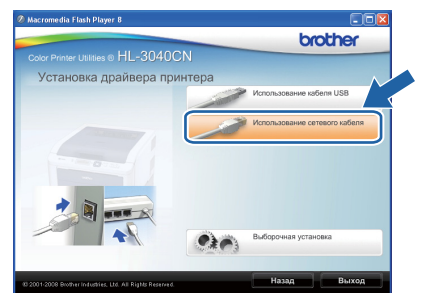 Macromedia Flash Player 8
brother
Color Printer Utilities ® HL-3040CN
Установка драйвера принтера
Использование кабеля USB
Использование сетевого кабеля
Выборочная установка
© 2001-2008 Brother Industries, Ltd. All Rights Reserved.
Назад
Выход